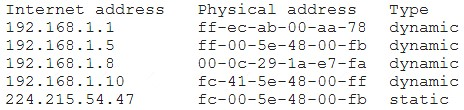 Internet address Physical address Type
192.168.1.1 ff-ec-ab-00-aa-78 dynamic
192.168.1.5 ff-00-5e-48-00-fb dynamic
192.168.1.8 00-0c-29-1a-e7-fa dynamic
192.168.1.10 fc-41-5e-48-00-ff dynamic
224.215.54.47 fc-00-5e-48-00-fb static